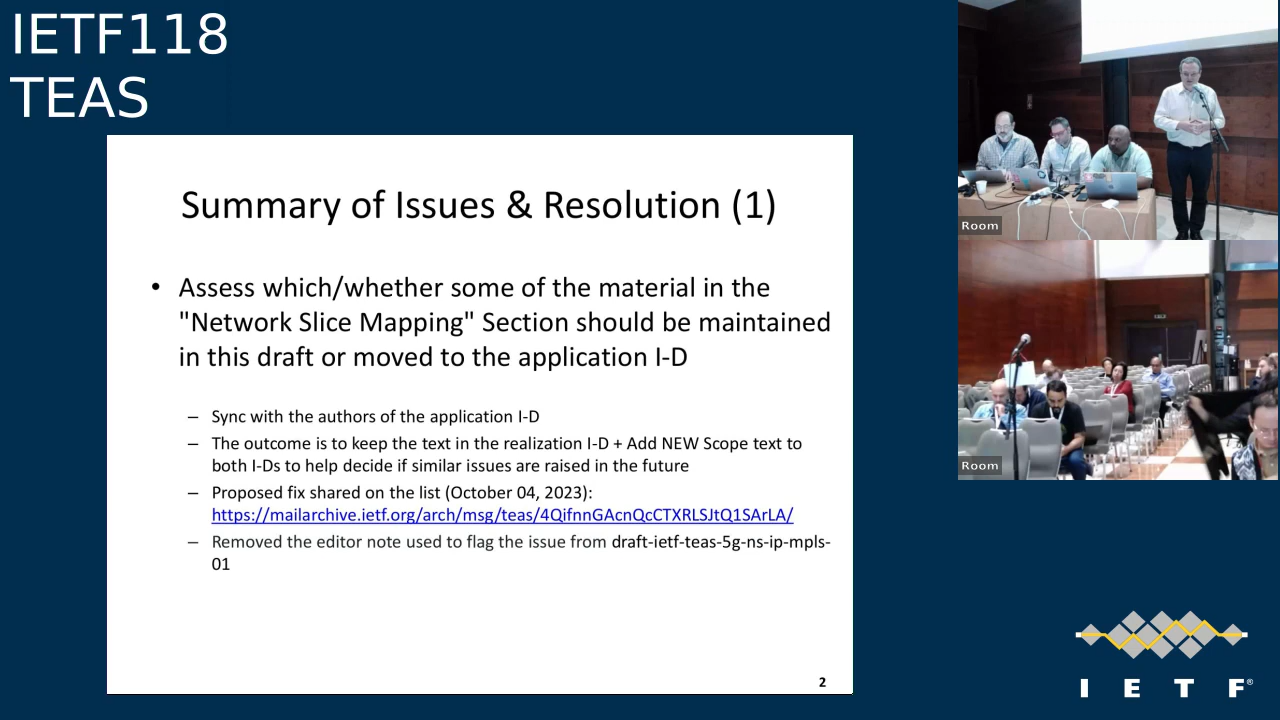 IETF118
TEAS
Summary of Issues & Resolution (1)
• Assess which/whether some of the material in the
"Network Slice Mapping" Section should be maintained
in this draft or moved to the application I-D
– Sync with the authors of the application I-D
– The outcome is to keep the text in the realization I-D + Add NEW Scope text to
both I-Ds to help decide if similar issues are raised in the future
– Proposed fix shared on the list (October 04, 2023):
https://mailarchive.ietf.org/arch/msg/teas/4QifnnGAcnQcCTXRLSJtQ1SArLA/
– Removed the editor note used to flag the issue from draft-ietf-teas-5g-ns-ip-mpls-
01
2
Room
Room
I E T F®